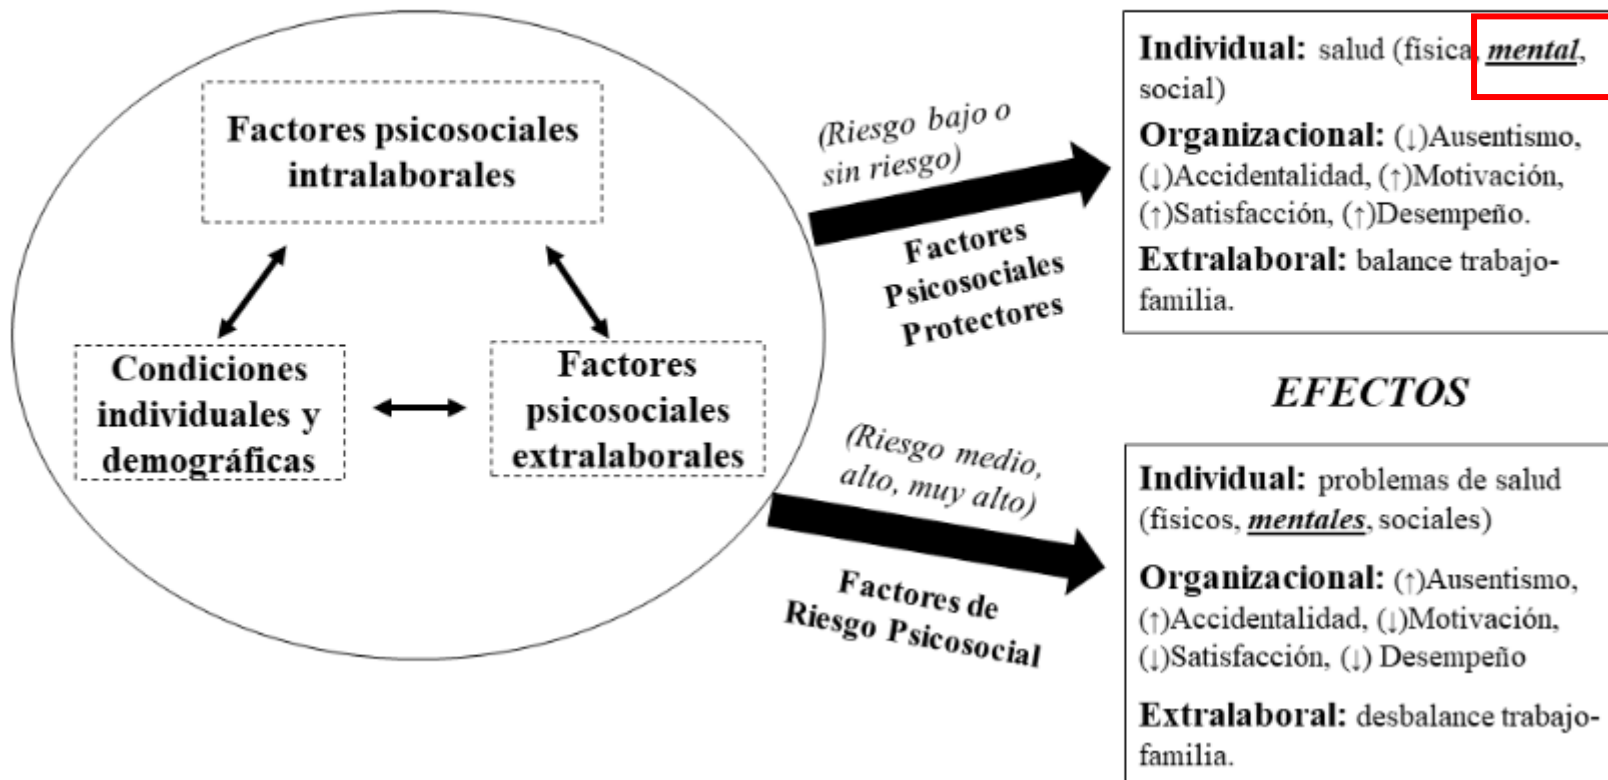 Factores psicosociales
intralaborales
Condiciones
individuales y
demográficas
Factores
psicosociales
extralaborales
(Riesgo bajo o
sin riesgo)
Factores
Psicosociales
Protectores
(Riesgo medio,
alto, muy alto)
Factores de
Riesgo Psicosocial
Individual: salud (física, mental,
social)
Organizacional: (↓)Ausentismo,
(↓)Accidentalidad, (↑)Motivación,
(↑)Satisfacción, (↑)Desempeño.
Extralaboral: balance trabajo-
familia.
EFECTOS
Individual: problemas de salud
(físicos, mentales, sociales)
Organizacional: (↑)Ausentismo,
(↑)Accidentalidad, (↓)Motivación,
(↓)Satisfacción, (↓) Desempeño
Extralaboral: desbalance trabajo-
familia.